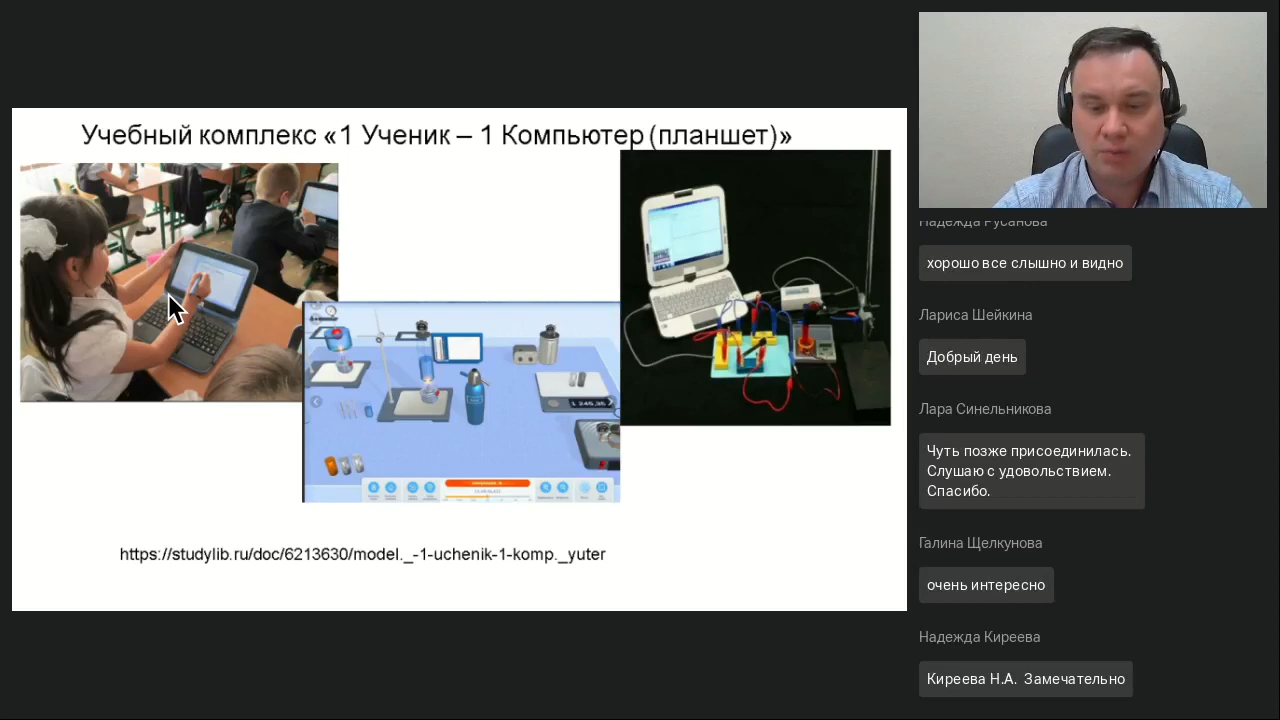 Учебный комплекс «1 Ученик – 1 Компьютер (планшет)»
https://studylib.ru/doc/6213630/model._-1-uchenik-1-komp._yuter
Надежда Русанова
хорошо все слышно и видно
Лариса Шейкина
Добрый день
Лара Синельникова
Чуть позже присоединилась.
Слушаю с удовольствием.
Спасибо.
Галина Щелкунова
очень интересно
Надежда Киреева
Киреева Н.А. Замечательно